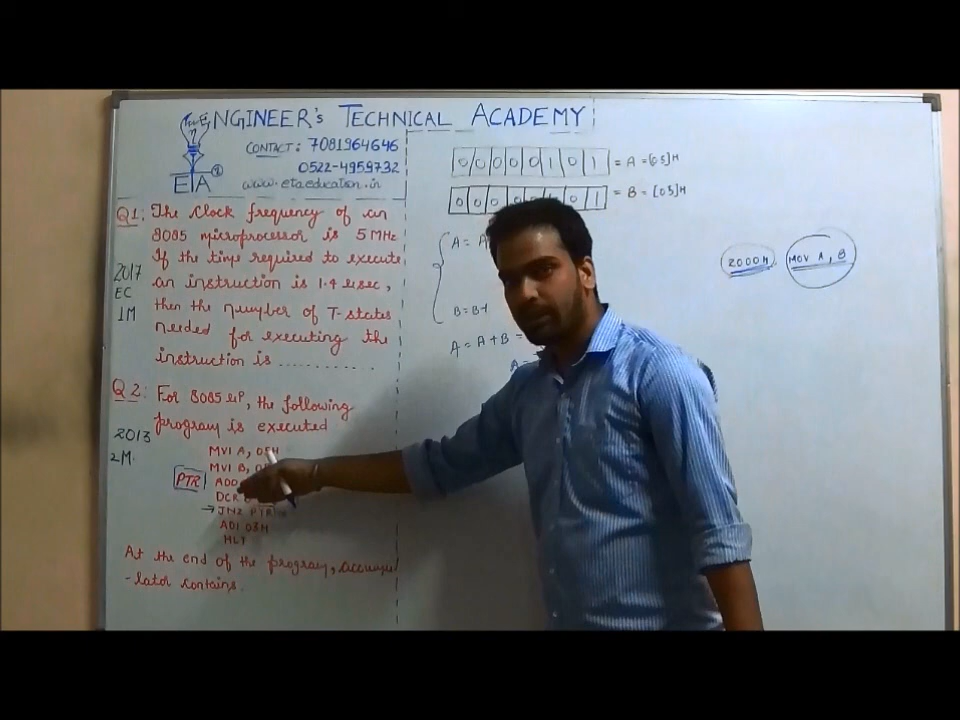 ENGINEER's TECHNICAL ACADEMY
CONTACT: 7081964646
0522-4959732
www.etaeducation.in
ETA
Q1: The Clock frequency of an
8085 microprocessor is 5 MHz
If the time required to execute
an instruction is 1.4 μsec,
then the number of T-states
needed for executing the
instruction is ............
2017
EC
1M
Q2: For 8085 μP, the following
program is executed
2013
2M
MVI A, 05H
MVI B, 0
PTR ADD
DCR
→ JNZ PTR
ADI 03H
HLT
At the end of the program, accumu
-lator contains.
0 0 0 0 0 1 0 1 = A = [05]H
0 0 0 0 1 = B = [05]H
A = A
B = B-1
A = A + B =
A =
2000H MOV A, B